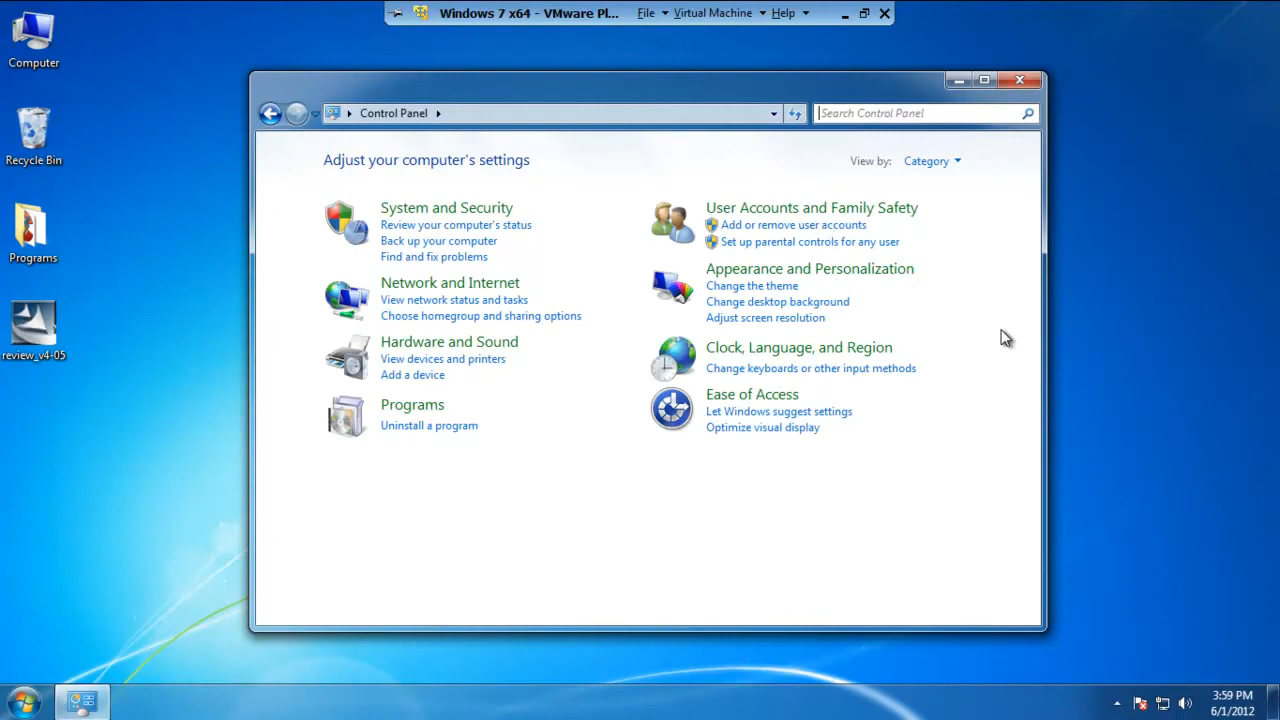 Windows 7 x64 - VMware Pl... File Virtual Machine Help
Computer
Recycle Bin
Programs
review_v4-05
Control Panel
Search Control Panel
Adjust your computer's settings
View by: Category
System and Security
Review your computer's status
Back up your computer
Find and fix problems
Network and Internet
View network status and tasks
Choose homegroup and sharing options
Hardware and Sound
View devices and printers
Add a device
Programs
Uninstall a program
User Accounts and Family Safety
Add or remove user accounts
Set up parental controls for any user
Appearance and Personalization
Change the theme
Change desktop background
Adjust screen resolution
Clock, Language, and Region
Change keyboards or other input methods
Ease of Access
Let Windows suggest settings
Optimize visual display
3:59 PM
6/1/2012